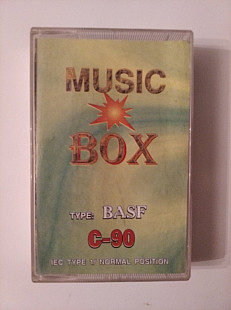 MUSIC
BOX
TYPE: BASF
C-90
IEC TYPE I/ NORMAL POSITION